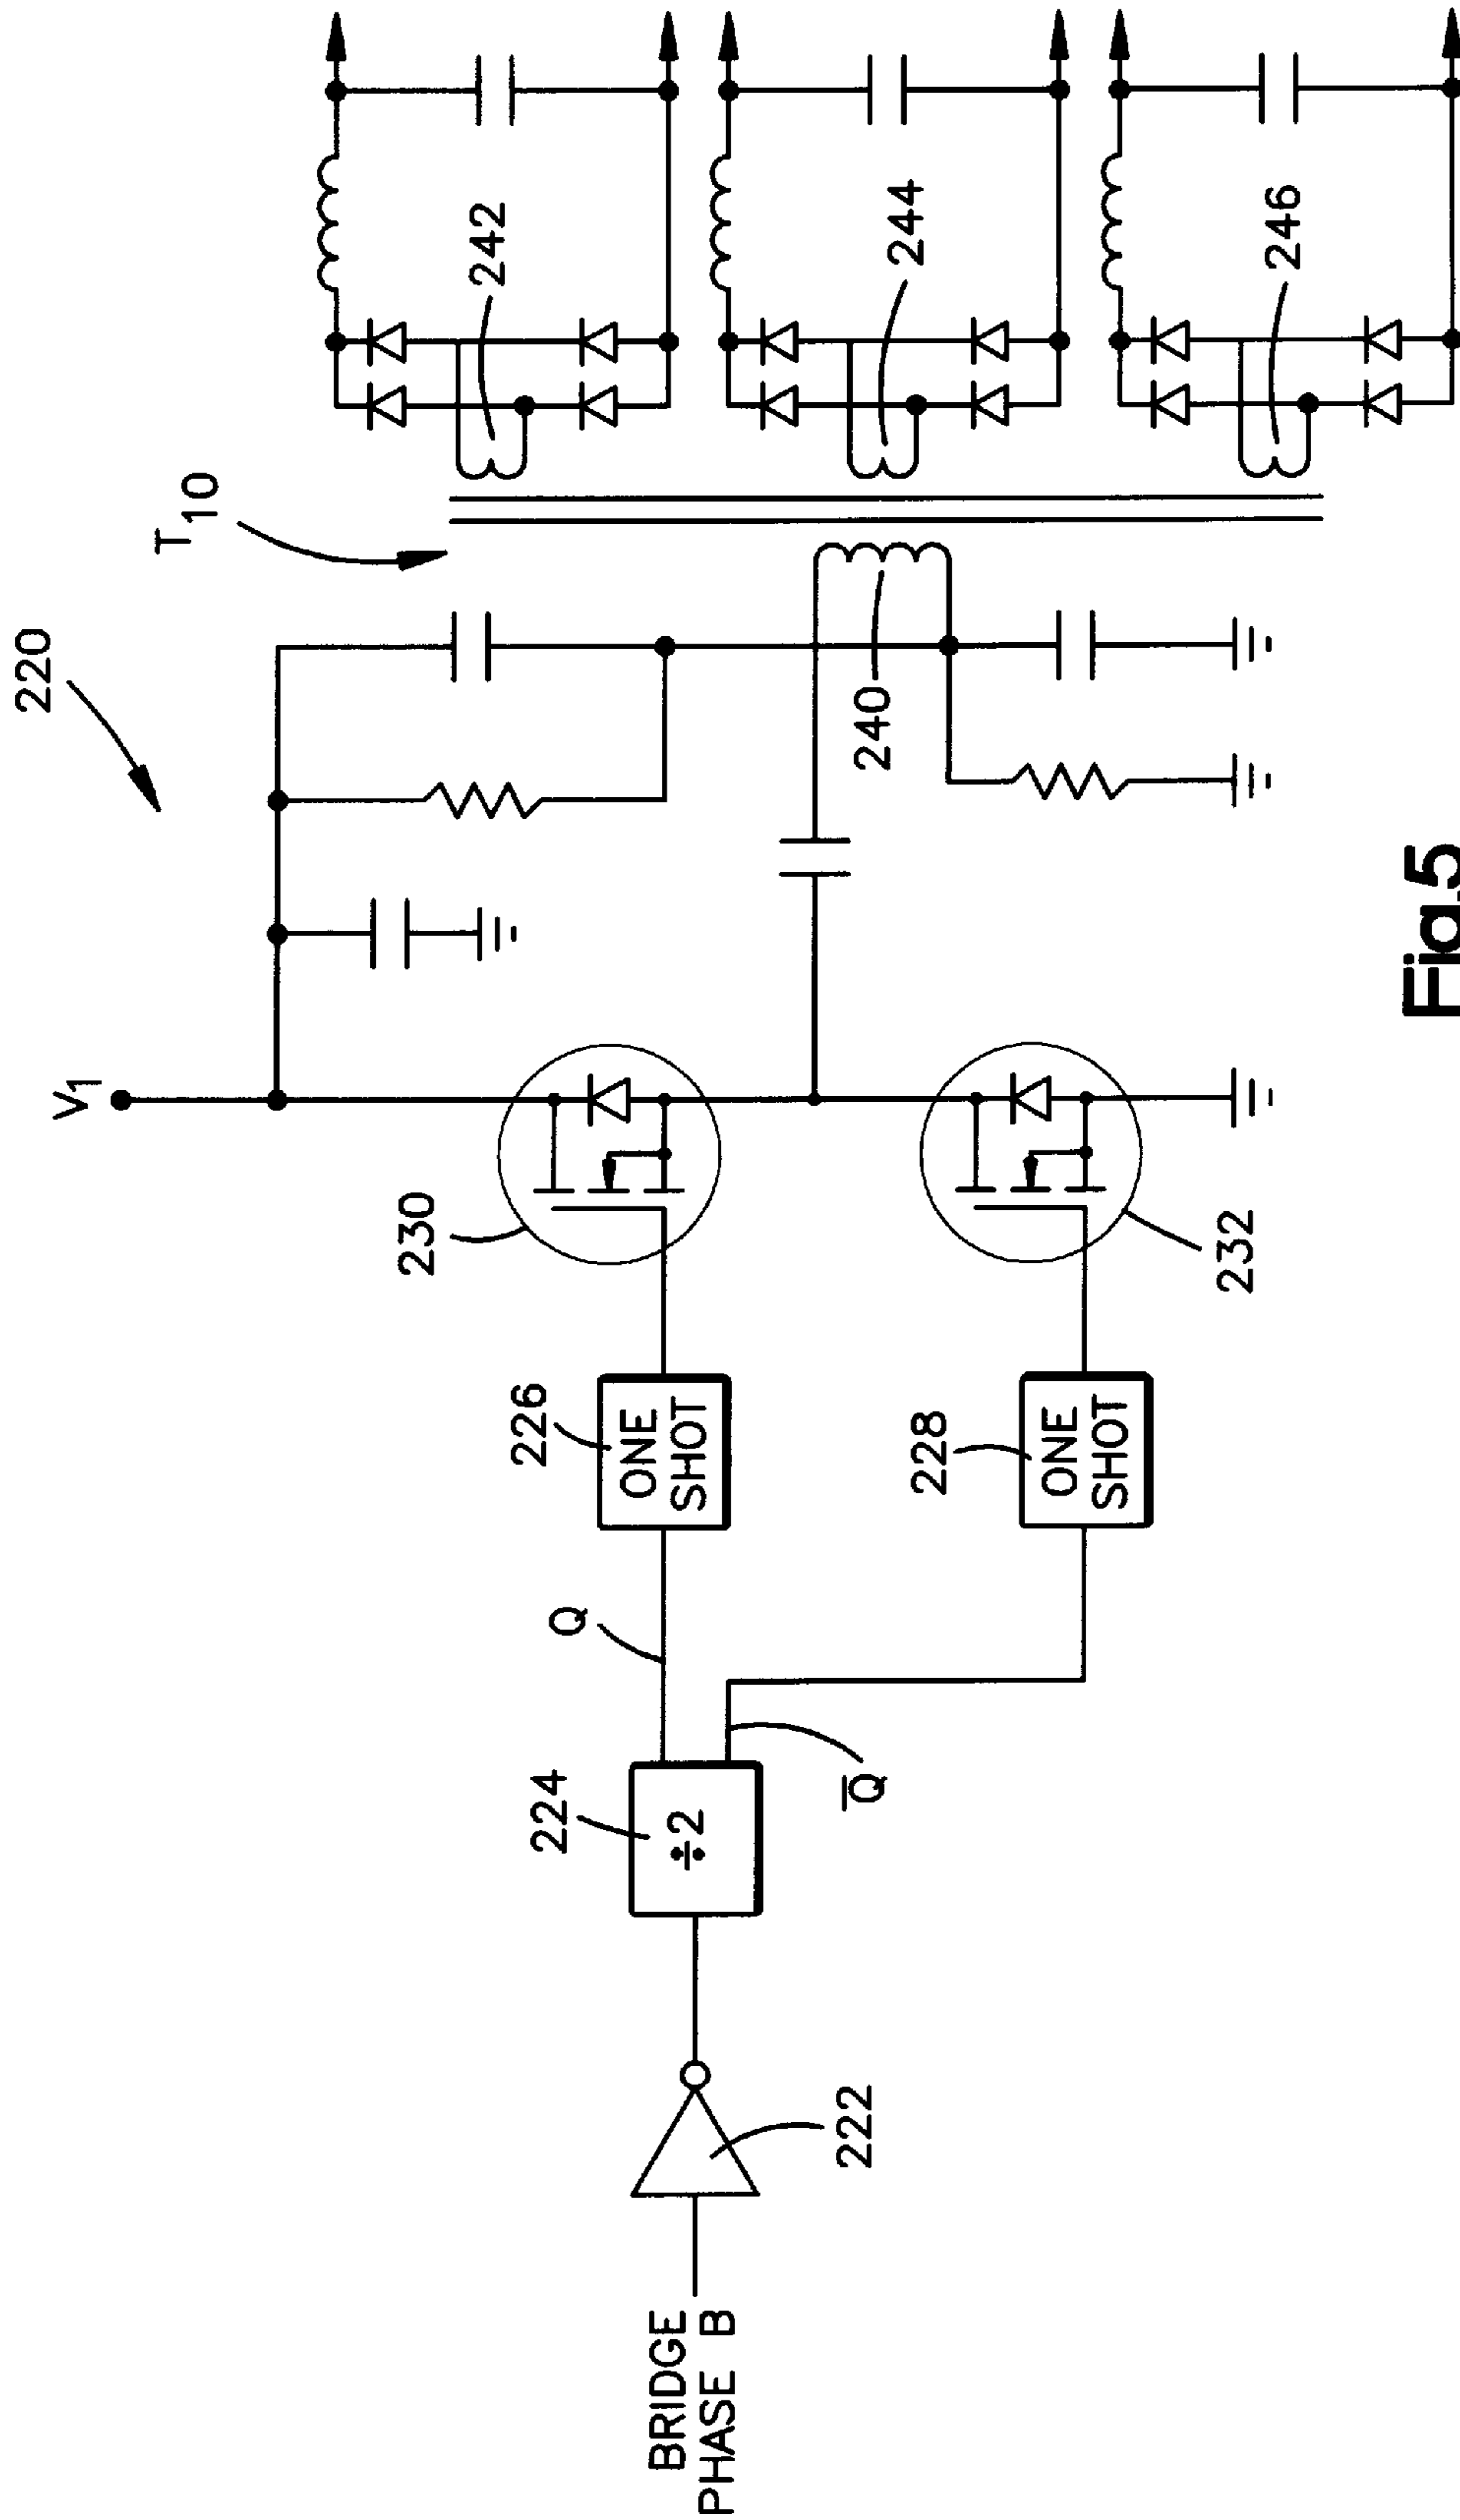 220
V1
T10
BRIDGE
PHASE B
222
224
÷2
Q
Q̅
226
ONE
SHOT
228
ONE
SHOT
230
232
240
242
244
246
Fig.5